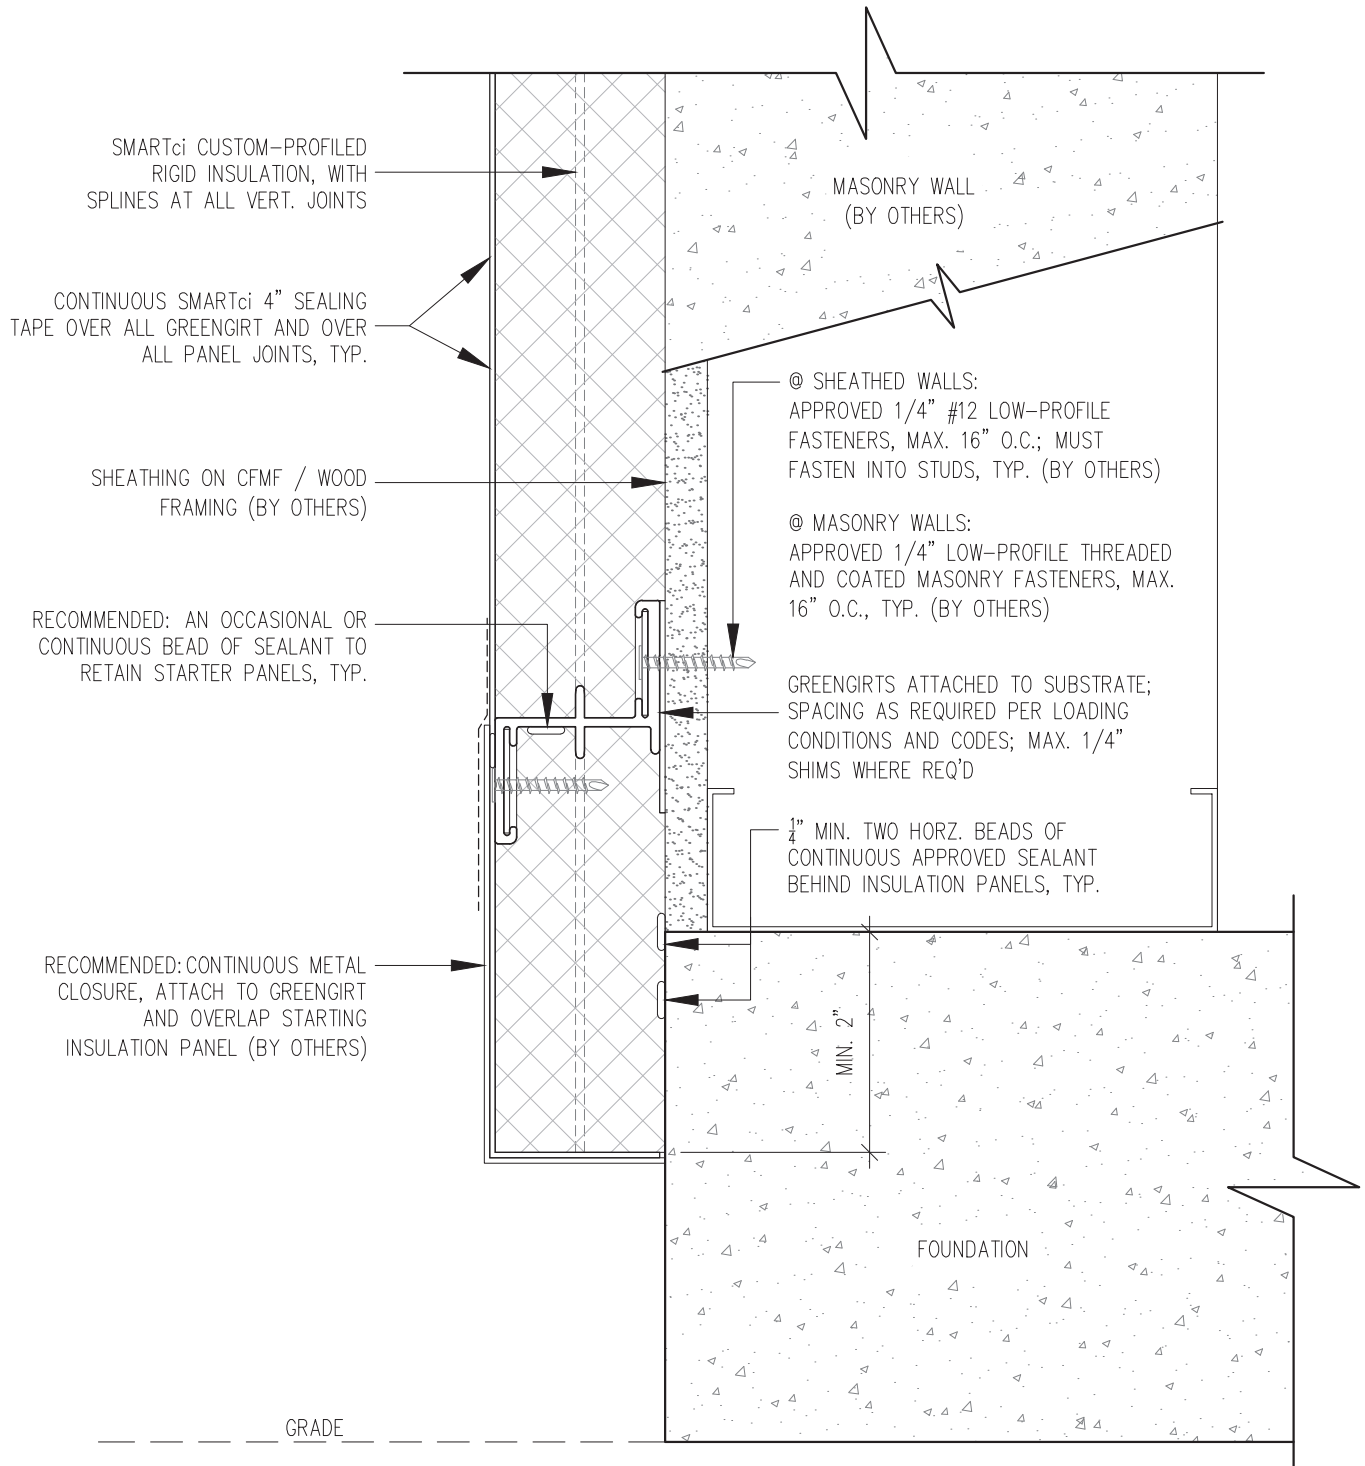 SMARTci CUSTOM-PROFILED
RIGID INSULATION, WITH
SPLINES AT ALL VERT. JOINTS
CONTINUOUS SMARTci 4" SEALING
TAPE OVER ALL GREENGIRT AND OVER
ALL PANEL JOINTS, TYP.
SHEATHING ON CFMF / WOOD
FRAMING (BY OTHERS)
RECOMMENDED: AN OCCASIONAL OR
CONTINUOUS BEAD OF SEALANT TO
RETAIN STARTER PANELS, TYP.
RECOMMENDED: CONTINUOUS METAL
CLOSURE, ATTACH TO GREENGIRT
AND OVERLAP STARTING
INSULATION PANEL (BY OTHERS)
MASONRY WALL
(BY OTHERS)
@ SHEATHED WALLS:
APPROVED 1/4" #12 LOW-PROFILE
FASTENERS, MAX. 16" O.C.; MUST
FASTEN INTO STUDS, TYP. (BY OTHERS)
@ MASONRY WALLS:
APPROVED 1/4" LOW-PROFILE THREADED
AND COATED MASONRY FASTENERS, MAX.
16" O.C., TYP. (BY OTHERS)
GREENGIRTS ATTACHED TO SUBSTRATE;
SPACING AS REQUIRED PER LOADING
CONDITIONS AND CODES; MAX. 1/4"
SHIMS WHERE REQ'D
1/4" MIN. TWO HORZ. BEADS OF
CONTINUOUS APPROVED SEALANT
BEHIND INSULATION PANELS, TYP.
MIN. 2"
FOUNDATION
GRADE